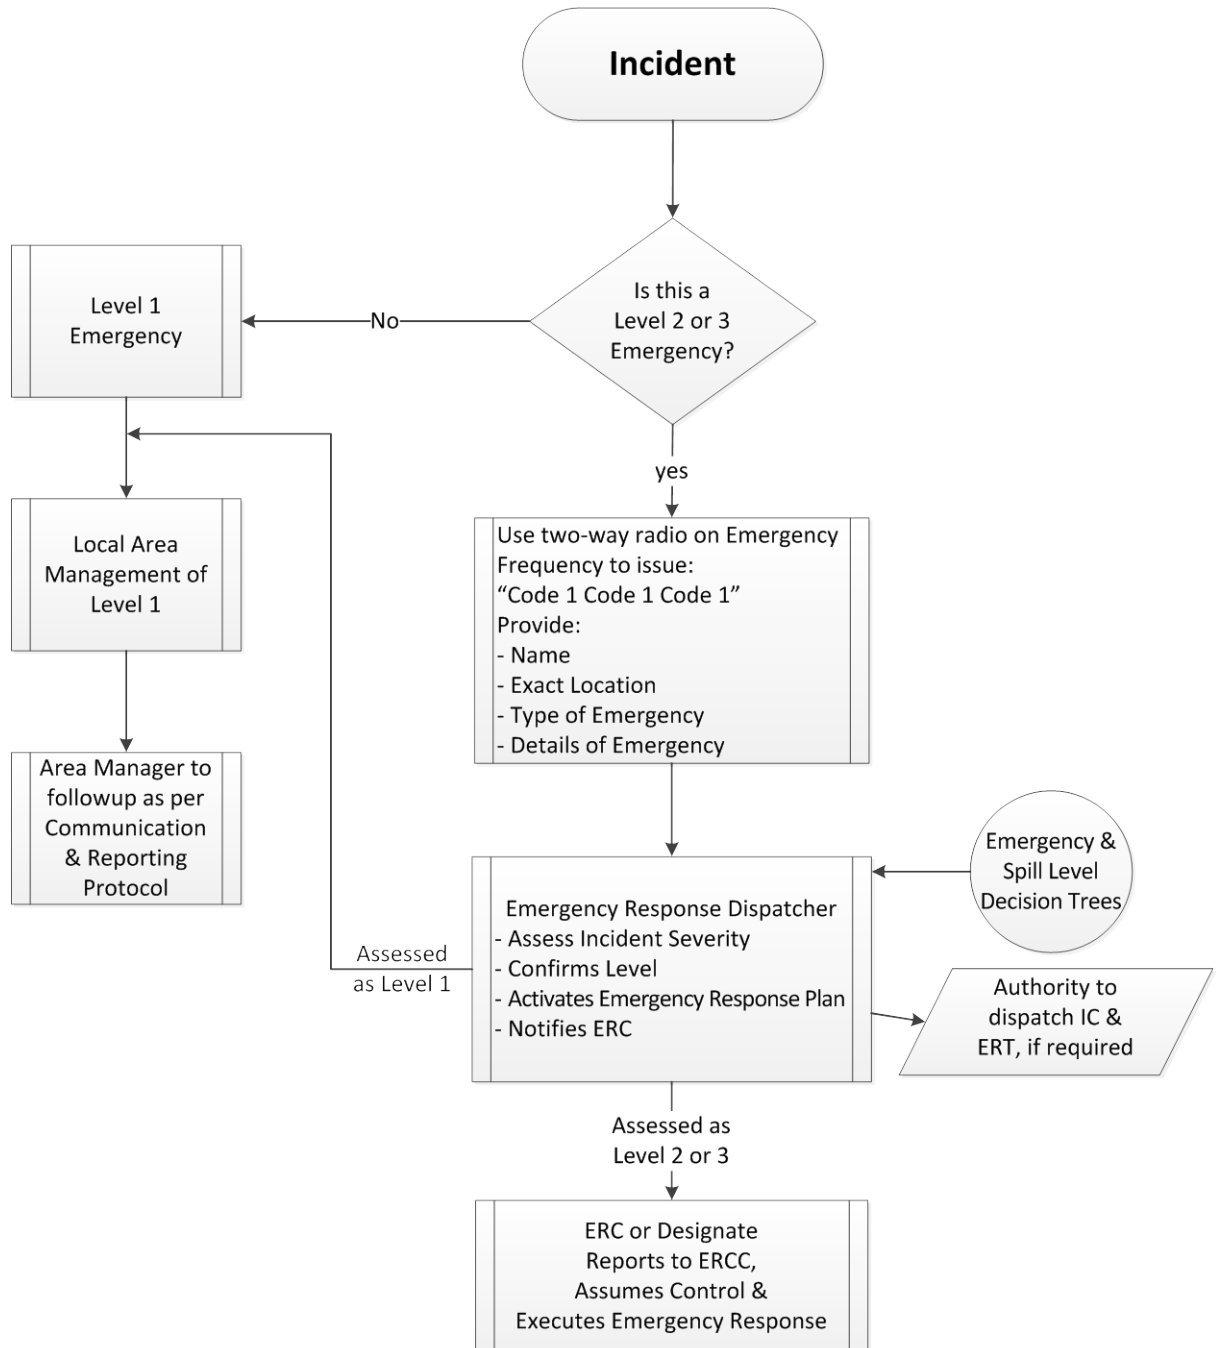 Incident
Is this a
Level 2 or 3
Emergency?
No
Level 1
Emergency
yes
Local Area
Management of
Level 1
Use two-way radio on Emergency
Frequency to issue:
“Code 1 Code 1 Code 1”
Provide:
- Name
- Exact Location
- Type of Emergency
- Details of Emergency
Area Manager to
followup as per
Communication
& Reporting
Protocol
Emergency &
Spill Level
Decision Trees
Emergency Response Dispatcher
- Assess Incident Severity
- Confirms Level
- Activates Emergency Response Plan
- Notifies ERC
Assessed
as Level 1
Authority to
dispatch IC &
ERT, if required
Assessed as
Level 2 or 3
ERC or Designate
Reports to ERCC,
Assumes Control &
Executes Emergency Response